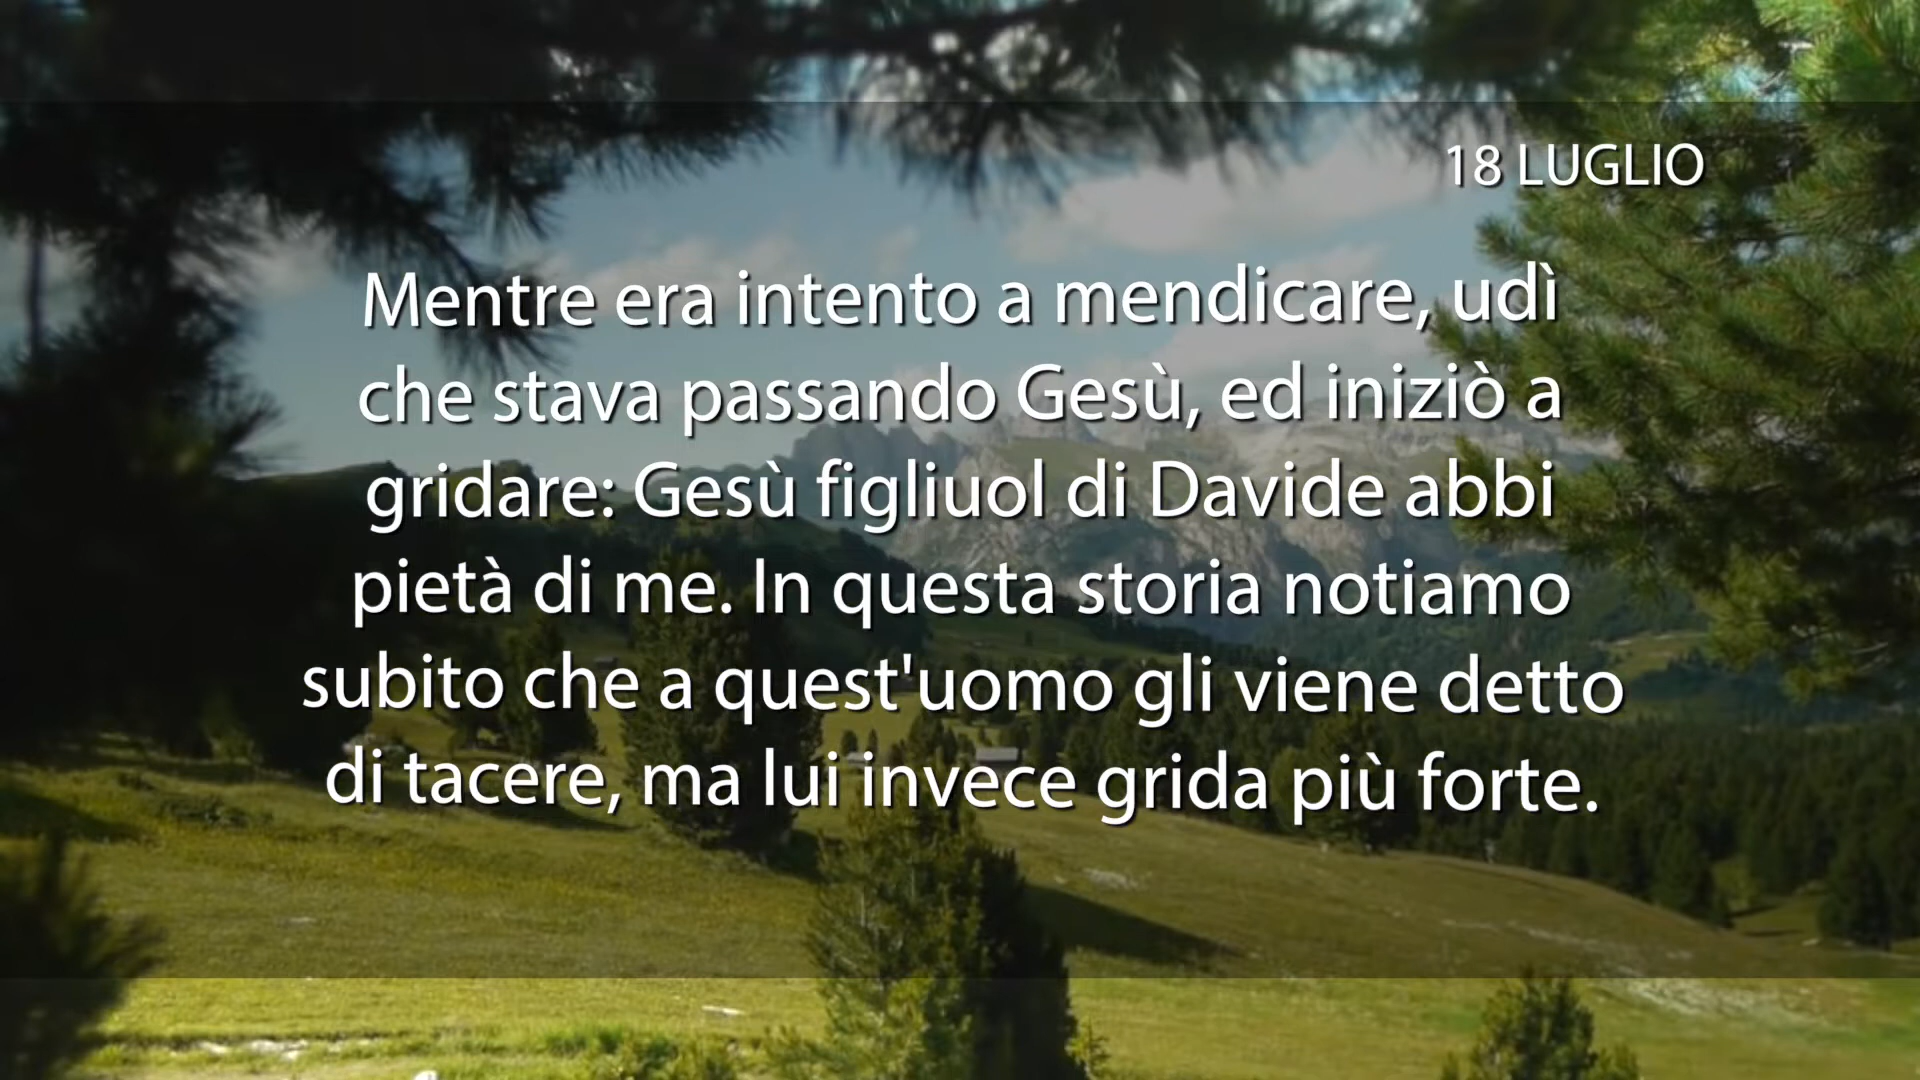 18 LUGLIO
Mentre era intento a mendicare, udì
che stava passando Gesù, ed iniziò a
gridare: Gesù figliuol di Davide abbi
pietà di me. In questa storia notiamo
subito che a quest'uomo gli viene detto
di tacere, ma lui invece grida più forte.